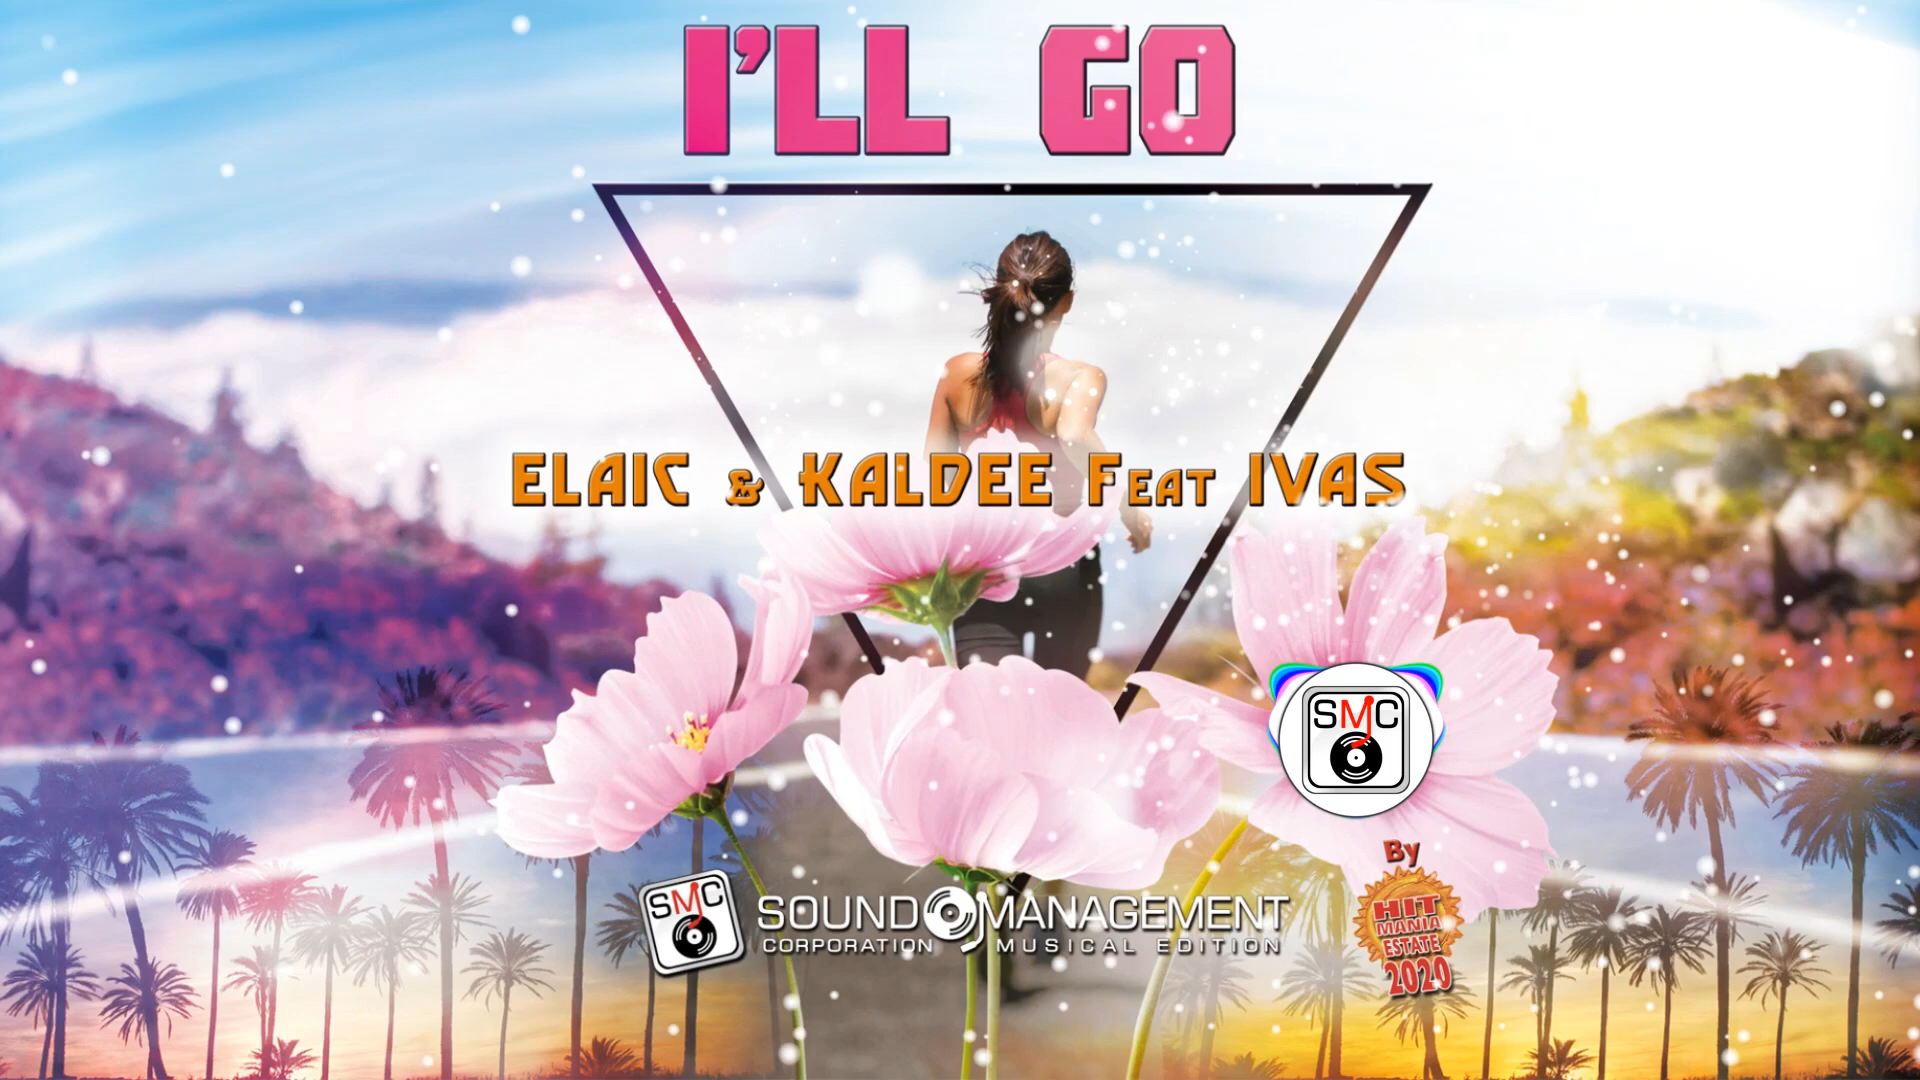 I'LL GO
ELAIC & KALDEE FEAT IVAS
SMC
By
HIT
MANIA
ESTATE
2020
SMC
SOUND MANAGEMENT
CORPORATION MUSICAL EDITION